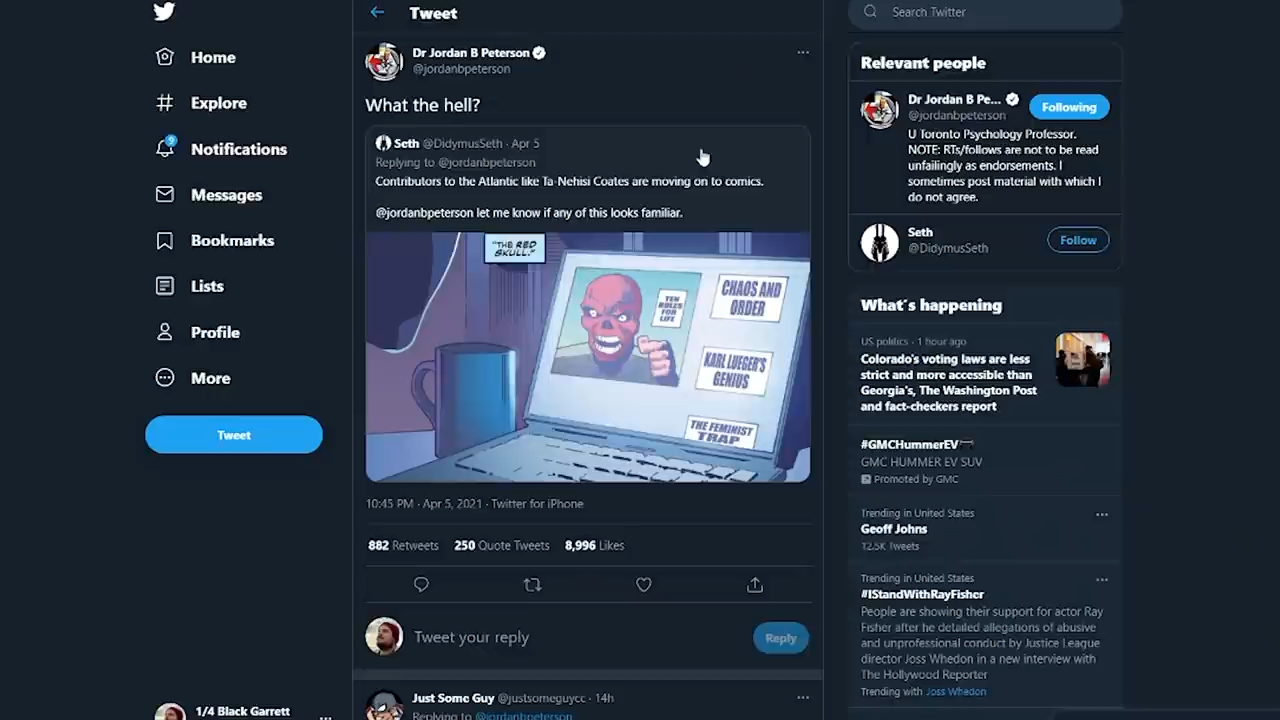 Tweet
Dr Jordan B Peterson
@jordanbpeterson
What the hell?
Seth @DidymusSeth · Apr 5
Replying to @jordanbpeterson
Contributors to the Atlantic like Ta-Nehisi Coates are moving on to comics.
@jordanbpeterson let me know if any of this looks familiar.
"THE RED
SKULL."
TEN
RULES
FOR
LIFE
CHAOS AND
ORDER
KARL LUEGER'S
GENIUS
THE FEMINIST
TRAP
10:45 PM · Apr 5, 2021 · Twitter for iPhone
882 Retweets 250 Quote Tweets 8,996 Likes
Tweet your reply
Reply
Just Some Guy @justsomeguycc · 14h
Replying to @jordanbpeterson
Home
Explore
9
Notifications
Messages
Bookmarks
Lists
Profile
More
Tweet
1/4 Black Garrett
Search Twitter
Relevant people
Dr Jordan B Pe...
@jordanbpeterson
Following
U Toronto Psychology Professor.
NOTE: RTs/follows are not to be read
unfailingly as endorsements. I
sometimes post material with which I
do not agree.
Seth
@DidymusSeth
Follow
What's happening
US politics · 1 hour ago
Colorado's voting laws are less
strict and more accessible than
Georgia's, The Washington Post
and fact-checkers report
#GMCHummerEV
GMC HUMMER EV SUV
Promoted by GMC
Trending in United States
Geoff Johns
12.5K Tweets
Trending in United States
#IStandWithRayFisher
People are showing their support for actor Ray
Fisher after he detailed allegations of abusive
and unprofessional conduct by Justice League
director Joss Whedon in a new interview with
The Hollywood Reporter
Trending with Joss Whedon